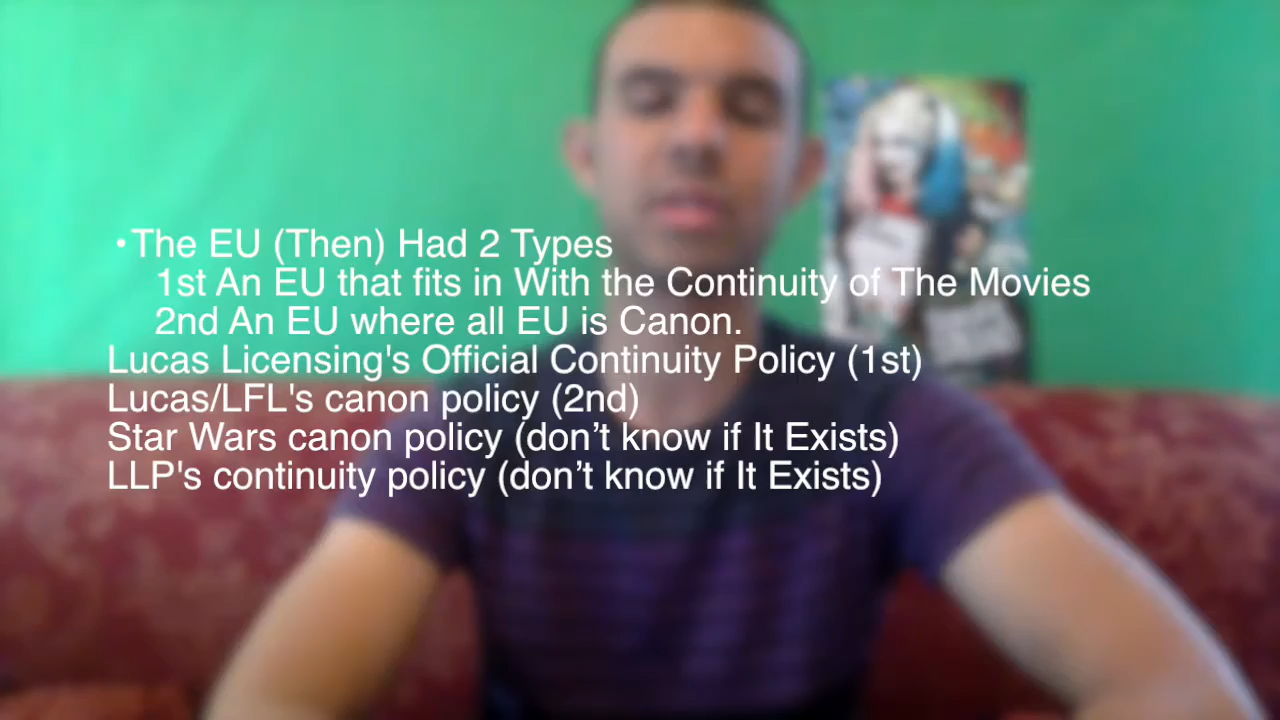 •The EU (Then) Had 2 Types
1st An EU that fits in With the Continuity of The Movies
2nd An EU where all EU is Canon.
Lucas Licensing's Official Continuity Policy (1st)
Lucas/LFL's canon policy (2nd)
Star Wars canon policy (don’t know if It Exists)
LLP's continuity policy (don’t know if It Exists)